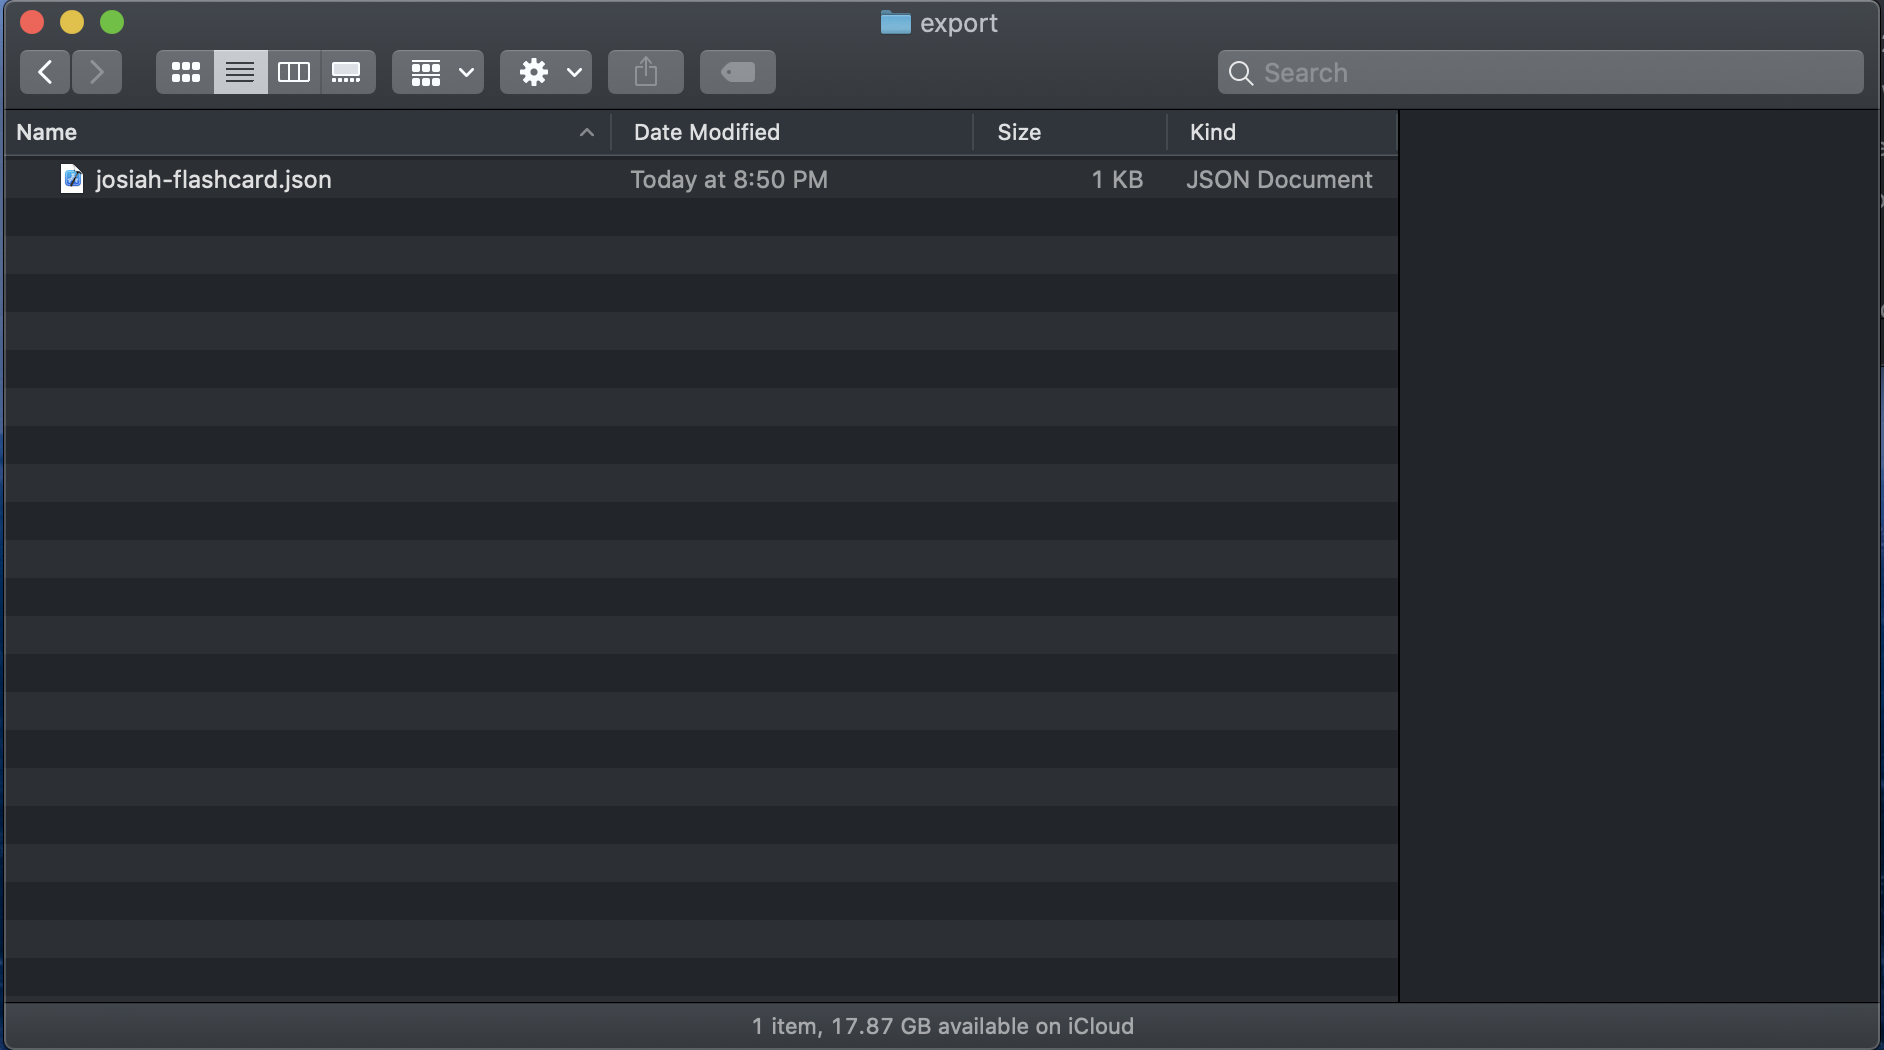 export
Search
Name Date Modified Size Kind
josiah-flashcard.json Today at 8:50 PM 1 KB JSON Document
1 item, 17.87 GB available on iCloud